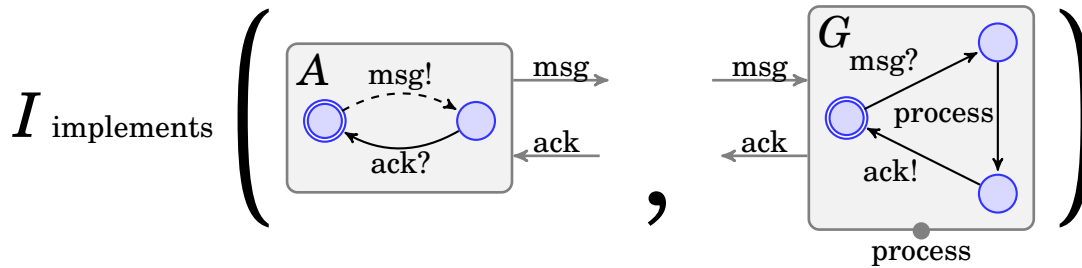 I implements (
A
msg!
ack?
msg
ack
,
msg
ack
G
msg?
process
ack!
process
)